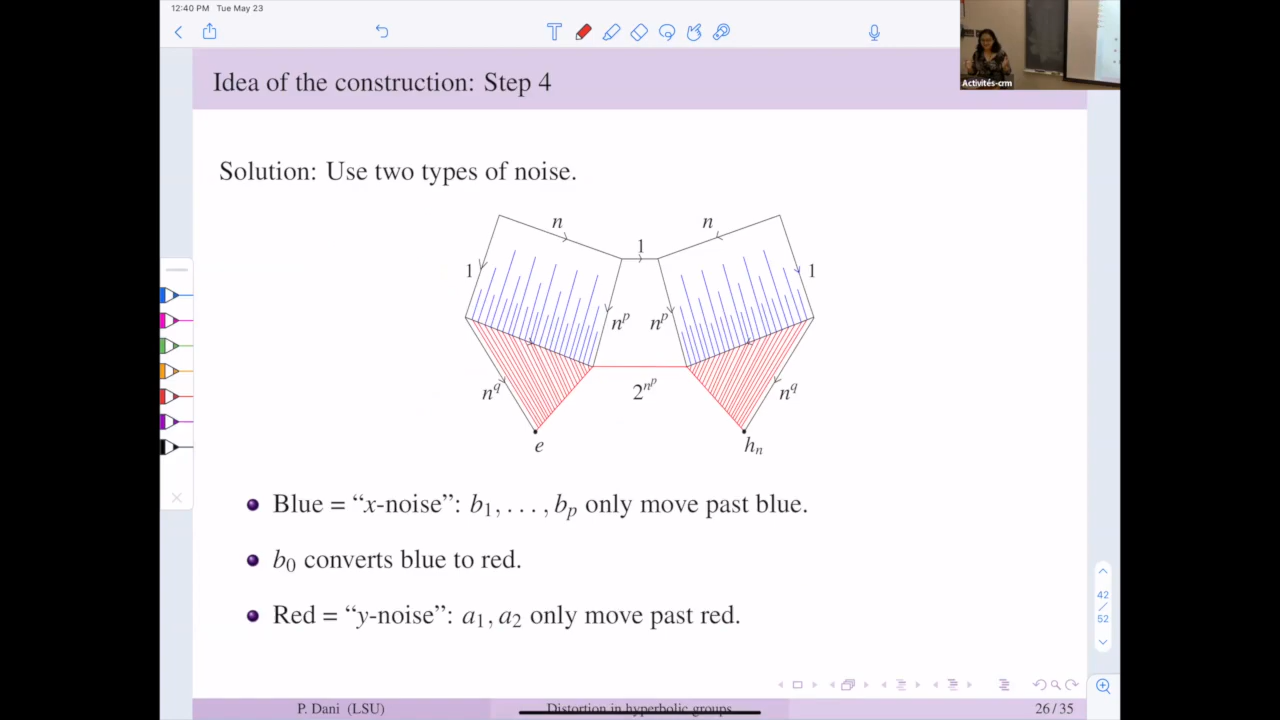 12:40 PM Tue May 23
Activités-crm
Idea of the construction: Step 4
Solution: Use two types of noise.
n n
1
1 1
n^p n^p
n^q 2^{n^p} n^q
e h_n
Blue = “x-noise”: b_1, . . . , b_p only move past blue.
b_0 converts blue to red.
Red = “y-noise”: a_1, a_2 only move past red.
42
/
52
P. Dani (LSU) Distortion in hyperbolic groups 26 / 35